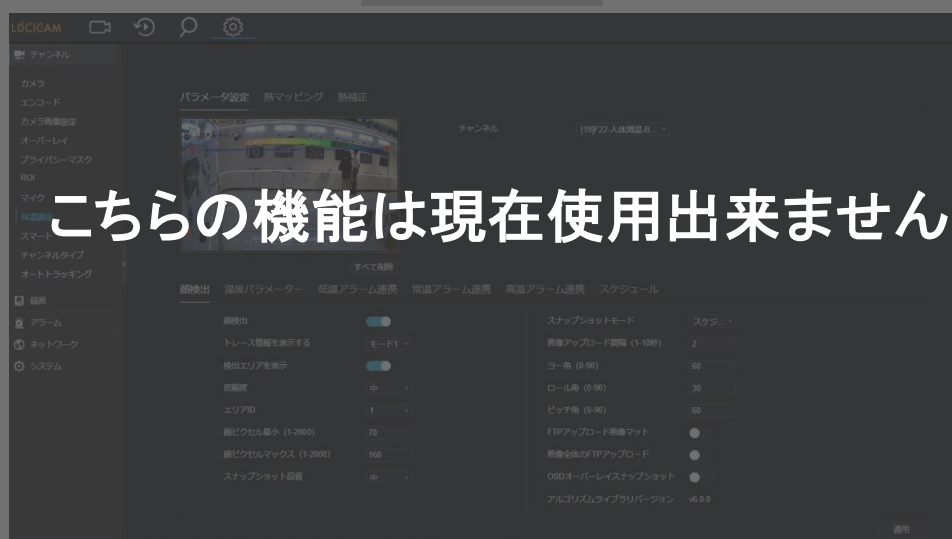 LUCICAM
チャンネル
カメラ
エンコード
カメラ画像設定
オーバーレイ
プライバシーマスク
ROI
マイク
体温測定
スマート
チャンネルタイプ
オートトラッキング
録画
アラーム
ネットワーク
システム
パラメータ設定 熱マッピング 熱補正
チャンネル [19]F22-人体測温-B...
こちらの機能は現在使用出来ません
すべて削除
顔検出 温度パラメーター 低温アラーム連携 常温アラーム連携 高温アラーム連携 スケジュール
顔検出
トレース情報を表示する モード1
検出エリアを表示
信頼度 中
エリアID 1
顔ピクセル最小 (1-2000) 70
顔ピクセルマックス (1-2000) 160
スナップショット品質 中
スナップショットモード スケジ...
画像アップロード間隔 (1-10秒) 2
ヨー角 (0-90) 60
ロール角 (0-90) 30
ピッチ角 (0-90) 60
FTPアップロード画像マット
画像全体のFTPアップロード
OSDオーバーレイスナップショット
アルゴリズムライブラリバージョン v6.0.0
適用